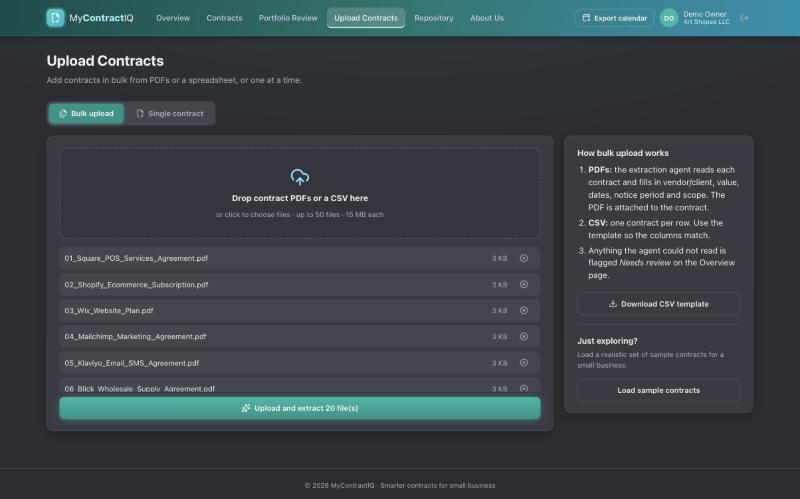 MyContractIQ
Overview
Contracts
Portfolio Review
Upload Contracts
Repository
About Us
Export calendar
DO
Demo Owner
Art Shopee LLC
Upload Contracts
Add contracts in bulk from PDFs or a spreadsheet, or one at a time.
Bulk upload
Single contract
Drop contract PDFs or a CSV here
or click to choose files · up to 50 files · 15 MB each
01_Square_POS_Services_Agreement.pdf 3 KB
02_Shopify_Ecommerce_Subscription.pdf 3 KB
03_Wix_Website_Plan.pdf 3 KB
04_Mailchimp_Marketing_Agreement.pdf 3 KB
05_Klaviyo_Email_SMS_Agreement.pdf 3 KB
06_Blick_Wholesale_Supply_Agreement.pdf 3 KB
Upload and extract 20 file(s)
How bulk upload works
1. PDFs: the extraction agent reads each
contract and fills in vendor/client, value,
dates, notice period and scope. The
PDF is attached to the contract.
2. CSV: one contract per row. Use the
template so the columns match.
3. Anything the agent could not read is
flagged Needs review on the Overview
page.
Download CSV template
Just exploring?
Load a realistic set of sample contracts for a
small business.
Load sample contracts
© 2026 MyContractIQ · Smarter contracts for small business